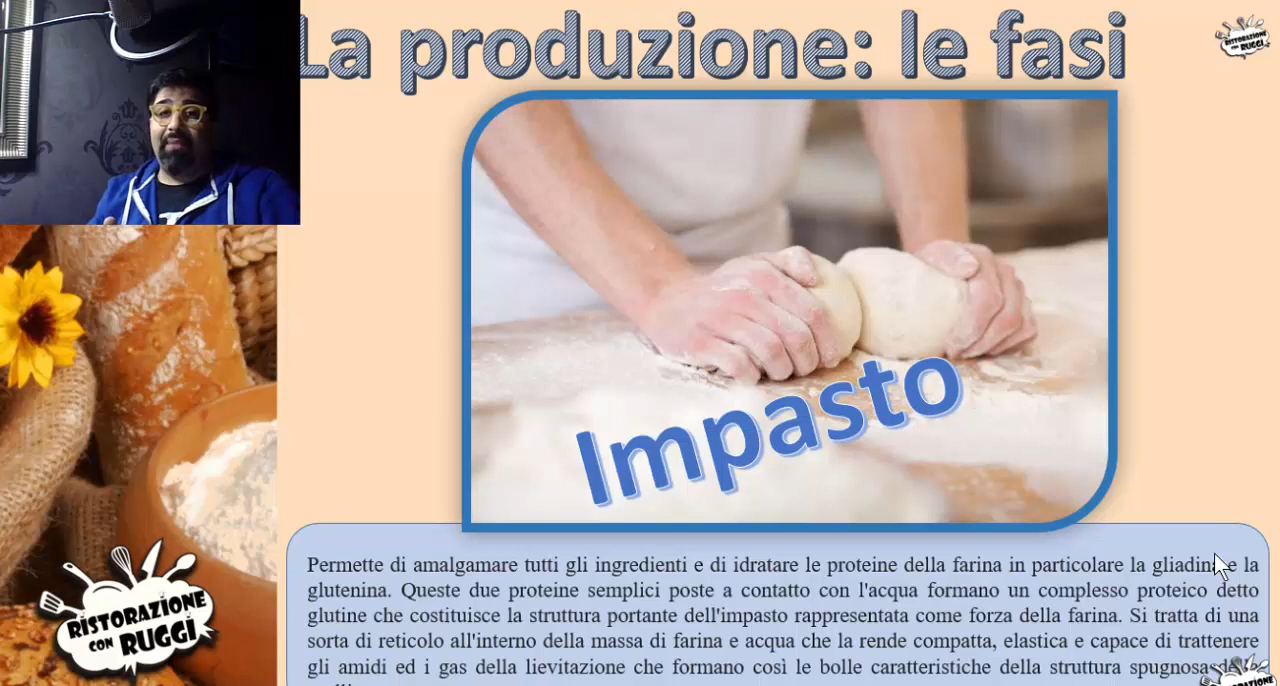 La produzione: le fasi
RISTORAZIONE
CON RUGGI
Impasto
Permette di amalgamare tutti gli ingredienti e di idratare le proteine della farina in particolare la gliadina e la
glutenina. Queste due proteine semplici poste a contatto con l'acqua formano un complesso proteico detto
glutine che costituisce la struttura portante dell'impasto rappresentata come forza della farina. Si tratta di una
sorta di reticolo all'interno della massa di farina e acqua che la rende compatta, elastica e capace di trattenere
gli amidi ed i gas della lievitazione che formano così le bolle caratteristiche della struttura spugnosa
RISTORAZIONE
CON RUGGI